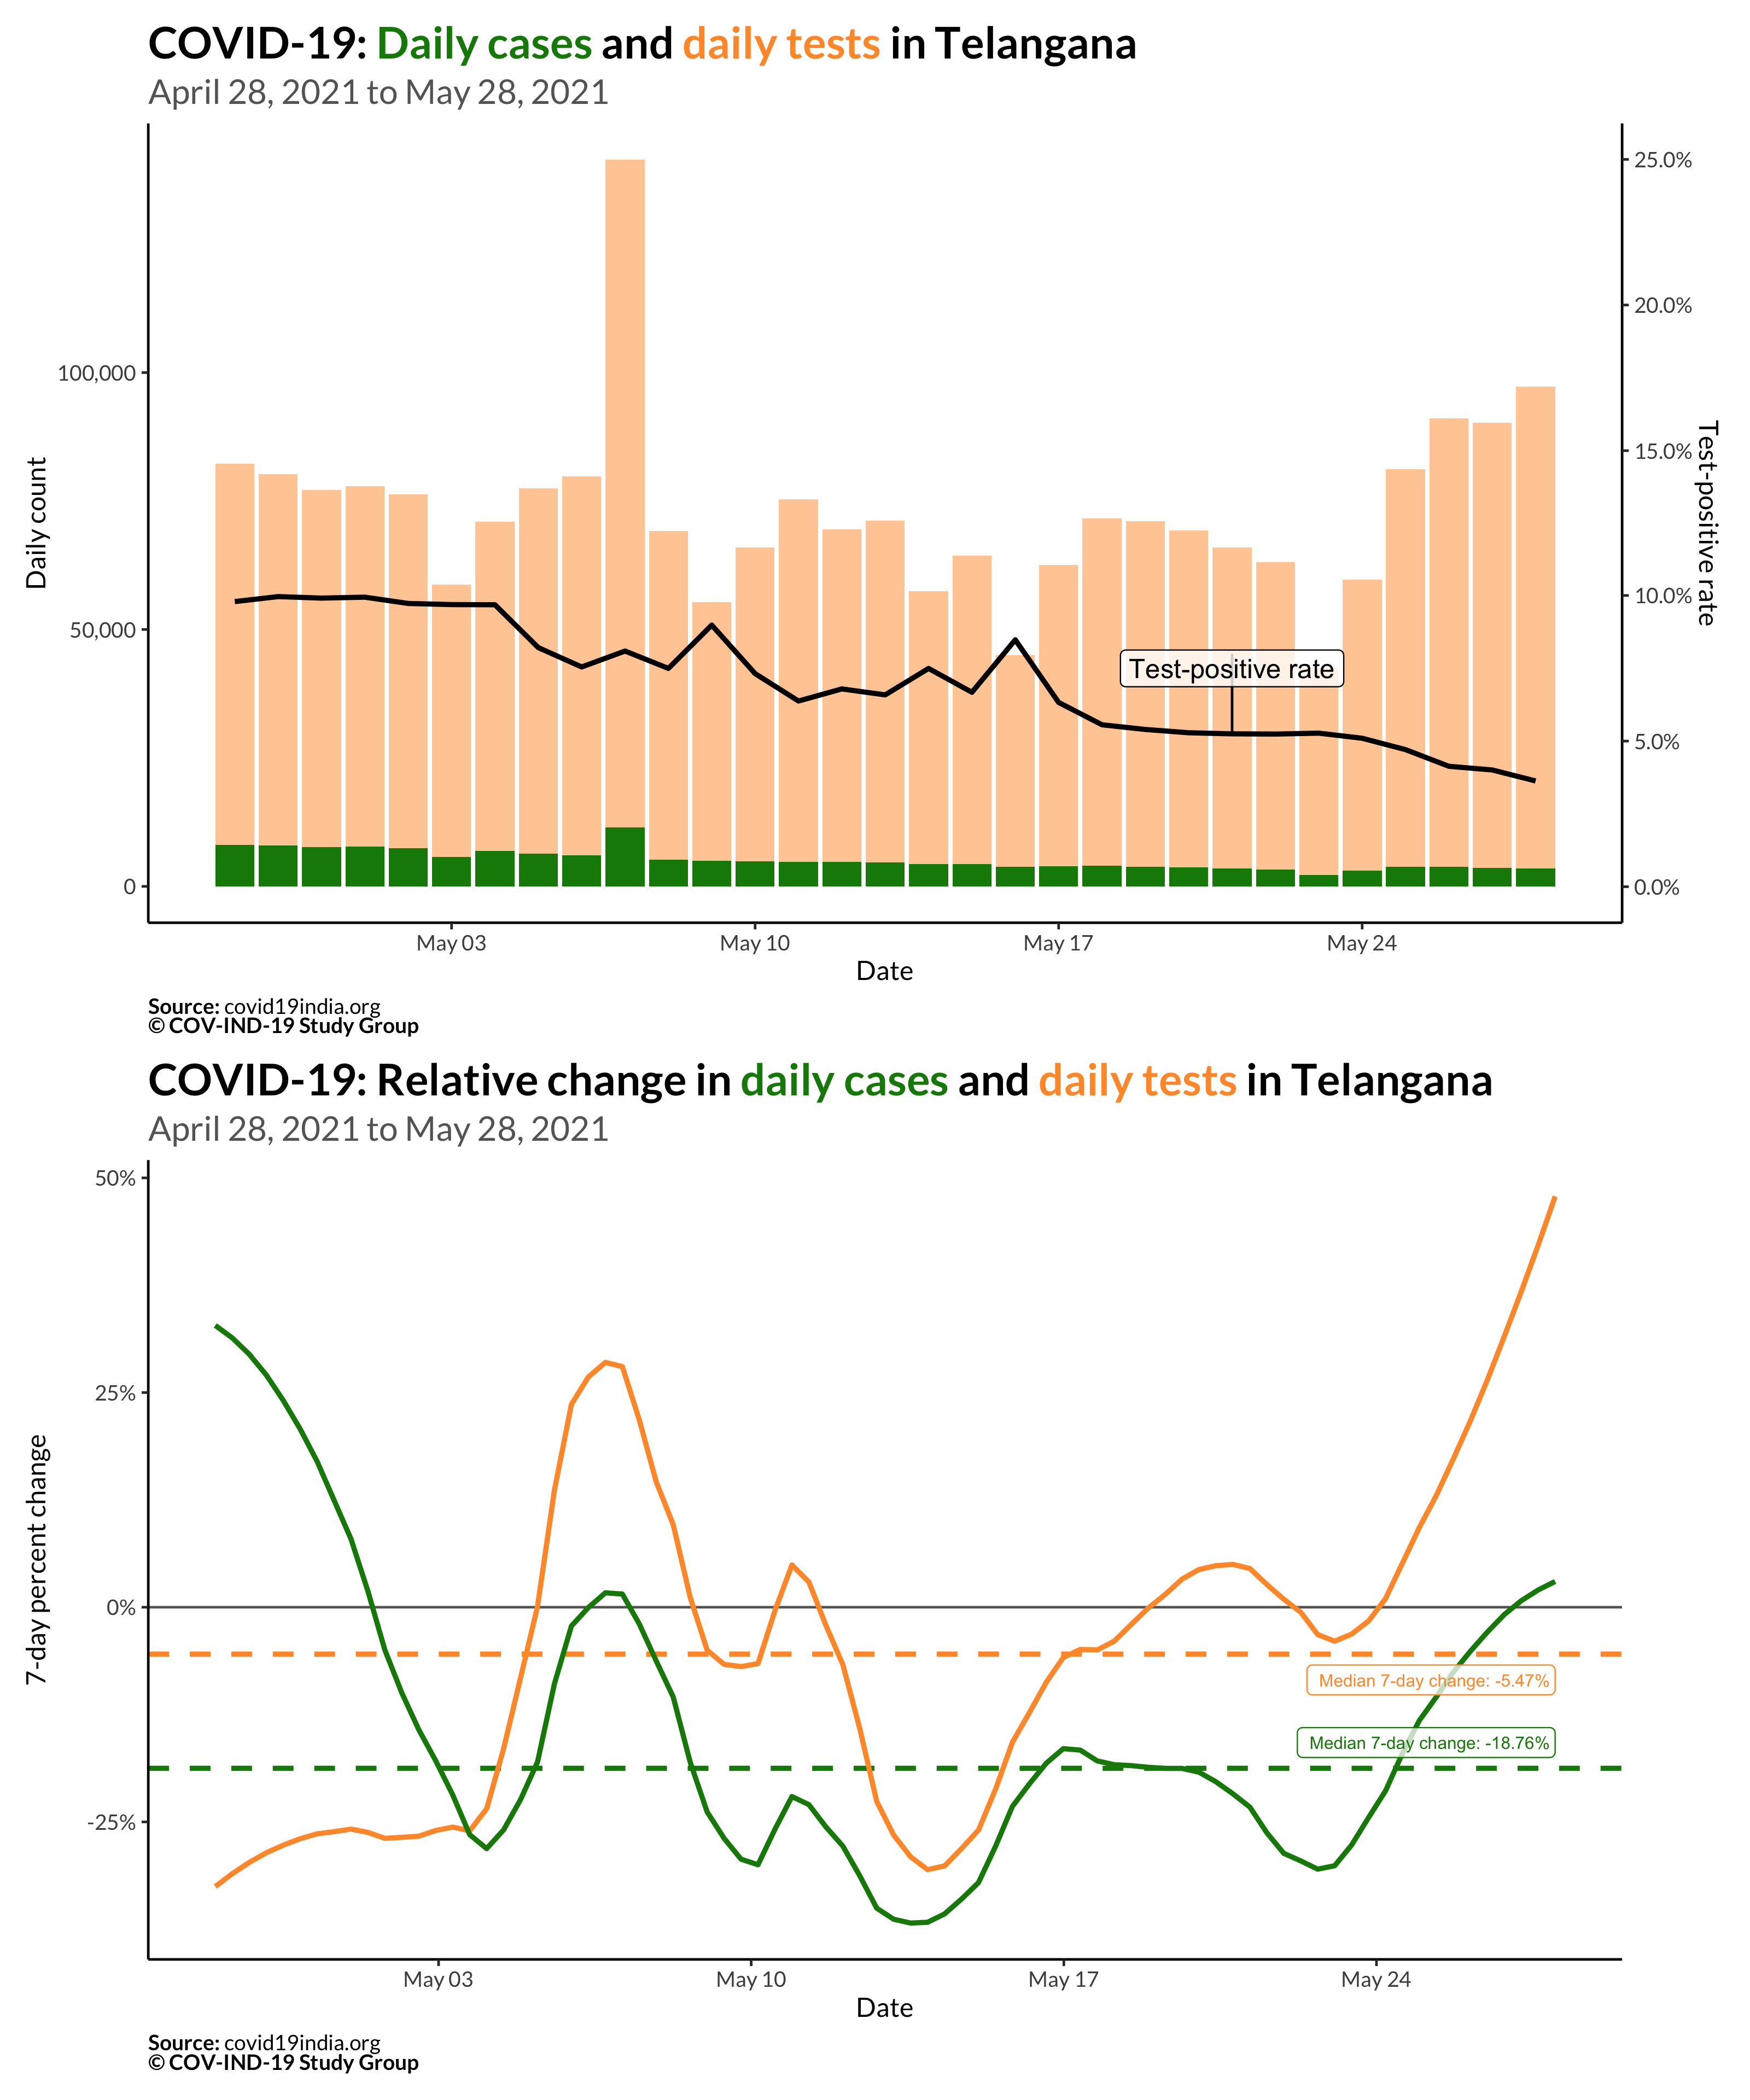 COVID-19: Daily cases and daily tests in Telangana
April 28, 2021 to May 28, 2021
25.0%
20.0%
100,000
15.0%
Daily count
Test-positive rate
10.0%
50,000
Test-positive rate
5.0%
0
0.0%
May 03
May 10
May 17
May 24
Date
Source: covid19india.org
© COV-IND-19 Study Group
COVID-19: Relative change in daily cases and daily tests in Telangana
April 28, 2021 to May 28, 2021
50%
25%
7-day percent change
0%
Median 7-day change: -5.47%
Median 7-day change: -18.76%
-25%
May 03
May 10
May 17
May 24
Date
Source: covid19india.org
© COV-IND-19 Study Group